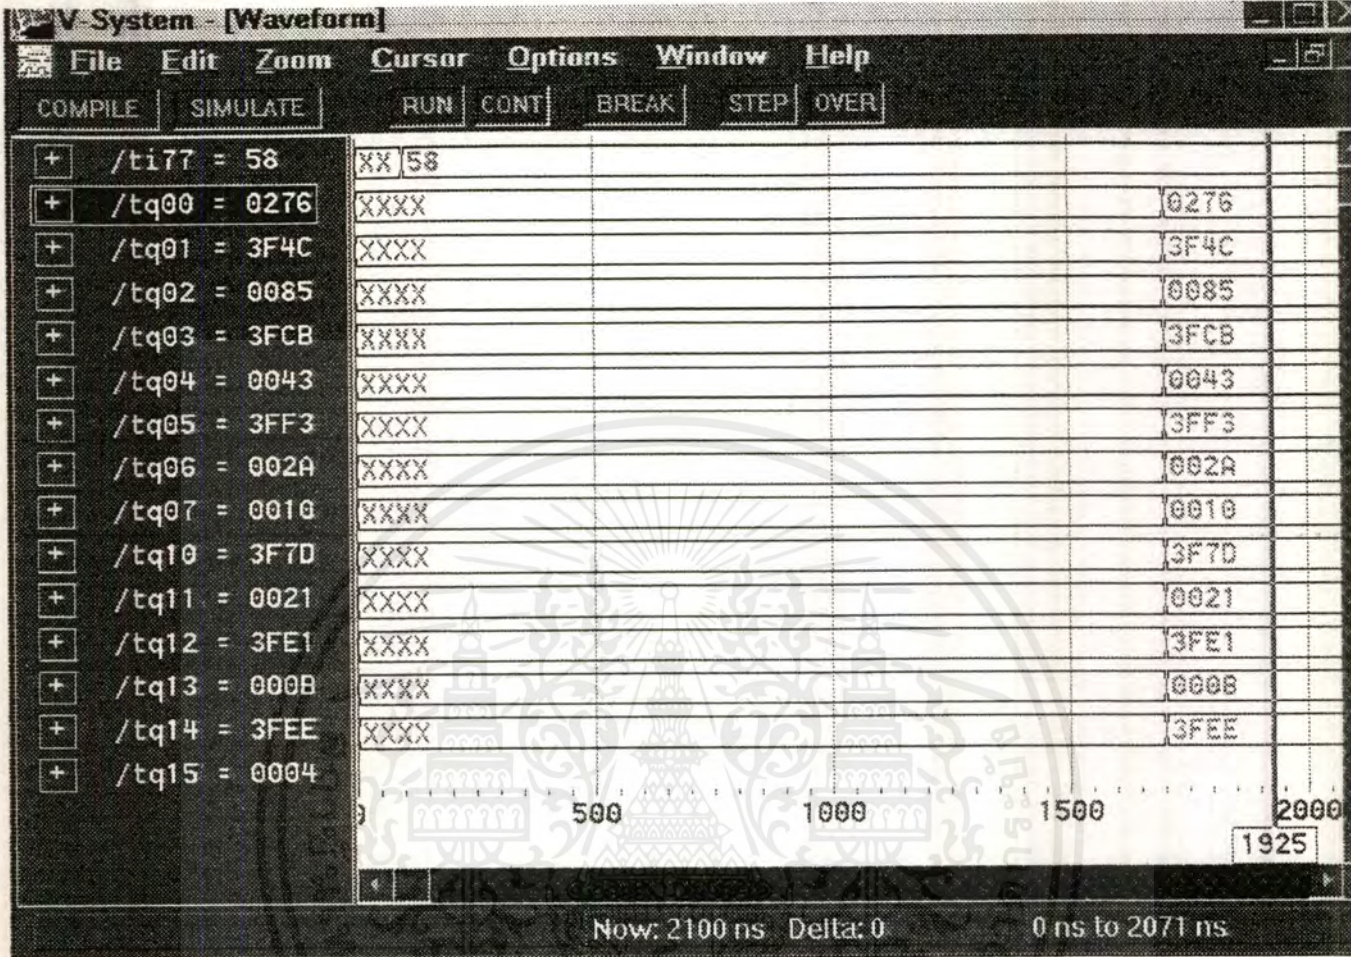 V-System - [Waveform]
File Edit Zoom Cursor Options Window Help
COMPILE SIMULATE RUN CONT BREAK STEP OVER
+ /ti77 = 58 XX 58
+ /tq00 = 0276 XXXX 0276
+ /tq01 = 3F4C XXXX 3F4C
+ /tq02 = 0085 XXXX 0085
+ /tq03 = 3FCB XXXX 3FCB
+ /tq04 = 0043 XXXX 0043
+ /tq05 = 3FF3 XXXX 3FF3
+ /tq06 = 002A XXXX 002A
+ /tq07 = 0010 XXXX 0010
+ /tq10 = 3F7D XXXX 3F7D
+ /tq11 = 0021 XXXX 0021
+ /tq12 = 3FE1 XXXX 3FE1
+ /tq13 = 000B XXXX 000B
+ /tq14 = 3FEE XXXX 3FEE
+ /tq15 = 0004
0 500 1000 1500 2000
1925
Now: 2100 ns Delta: 0 0 ns to 2071 ns